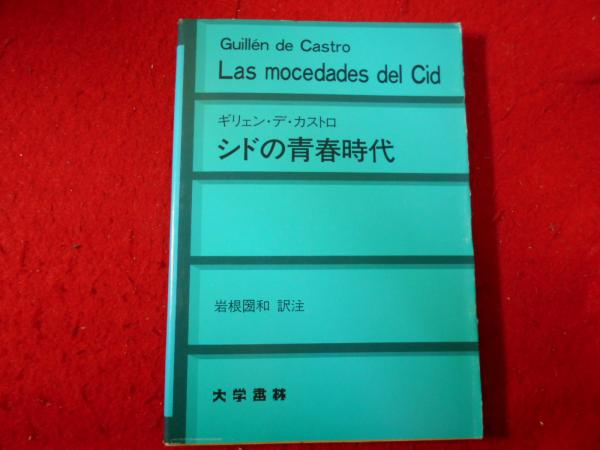 Guillén de Castro
Las mocedades del Cid
ギリェン・デ・カストロ
シドの青春時代
岩根圀和 訳注
大学書林